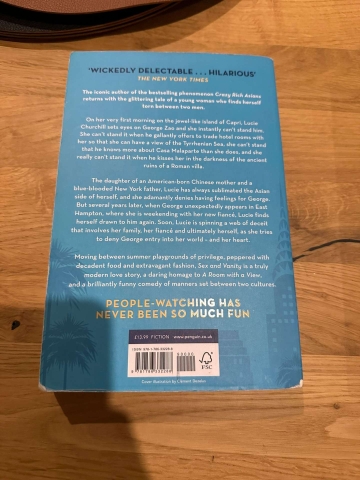 'WICKEDLY DELECTABLE . . . HILARIOUS'
THE NEW YORK TIMES
The iconic author of the bestselling phenomenon Crazy Rich Asians
returns with the glittering tale of a young woman who finds herself
torn between two men.
On her very first morning on the jewel-like island of Capri, Lucie
Churchill sets eyes on George Zao and she instantly can't stand him.
She can't stand it when he gallantly offers to trade hotel rooms with
her so that she can have a view of the Tyrrhenian Sea, she can't stand
that he knows more about Casa Malaparte than she does, and she
really can't stand it when he kisses her in the darkness of the ancient
ruins of a Roman villa.
The daughter of an American-born Chinese mother and a
blue-blooded New York father, Lucie has always sublimated the Asian
side of herself, and she adamantly denies having feelings for George.
But several years later, when George unexpectedly appears in East
Hampton, where she is weekending with her new fiancé, Lucie finds
herself drawn to him again. Soon, Lucie is spinning a web of deceit
that involves her family, her fiancé and ultimately herself, as she tries
to deny George entry into her world – and her heart.
Moving between summer playgrounds of privilege, peppered with
decadent food and extravagant fashion, Sex and Vanity is a truly
modern love story, a daring homage to A Room with a View,
and a brilliantly funny comedy of manners set between two cultures.
PEOPLE-WATCHING HAS
NEVER BEEN SO MUCH FUN
£12.99 FICTION www.penguin.co.uk
90000
FSC